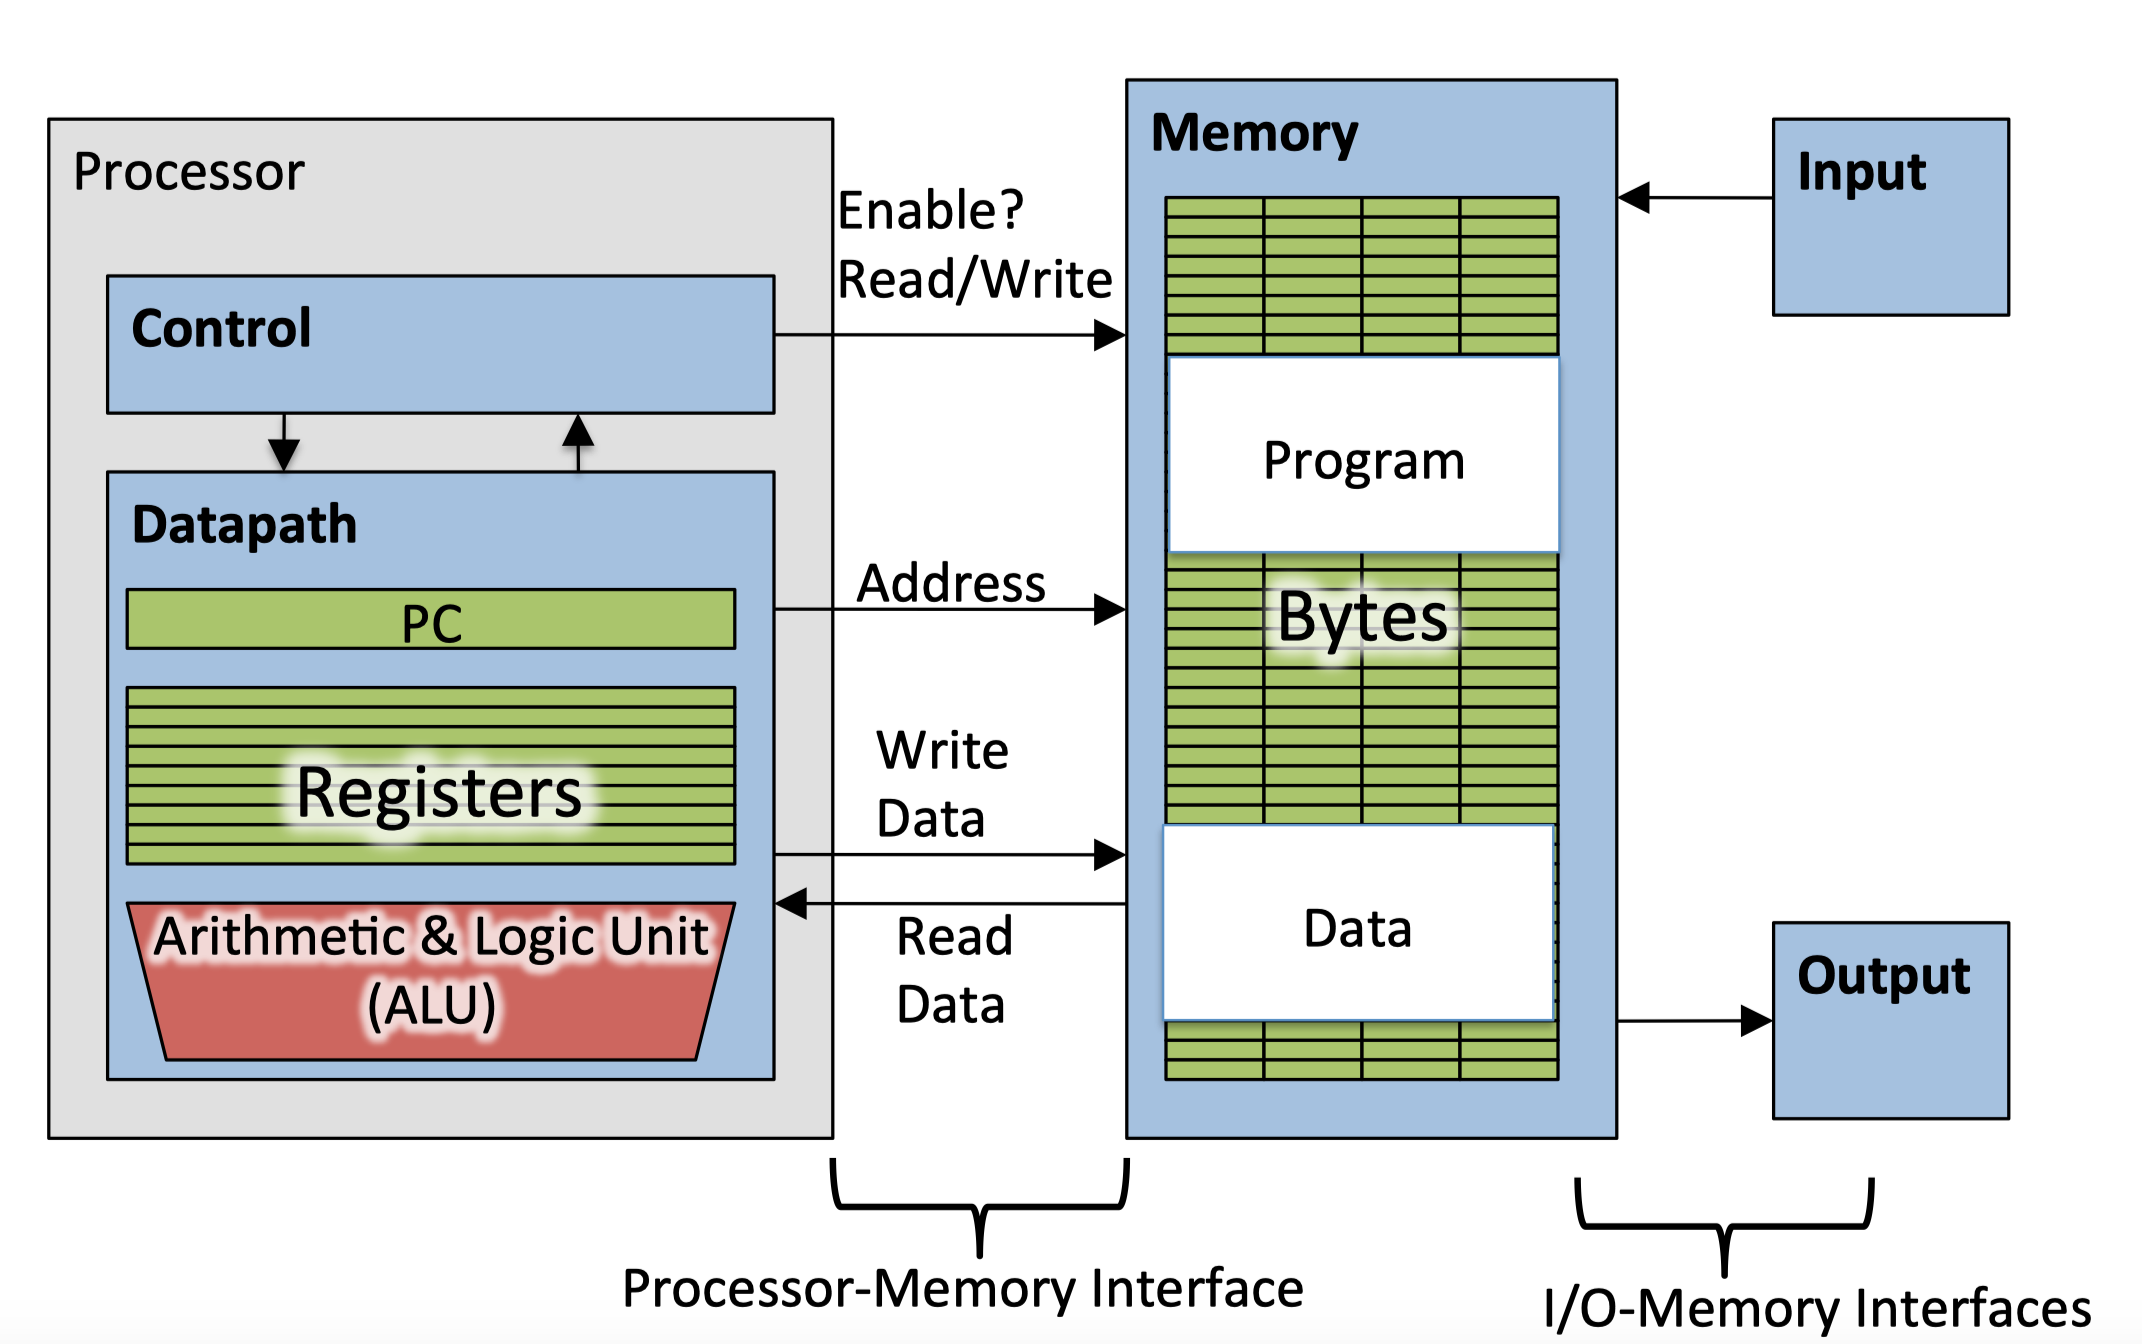 Processor
Control
Datapath
PC
Registers
Arithmetic & Logic Unit
(ALU)
Enable?
Read/Write
Address
Write
Data
Read
Data
Memory
Program
Bytes
Data
Input
Output
Processor-Memory Interface
I/O-Memory Interfaces